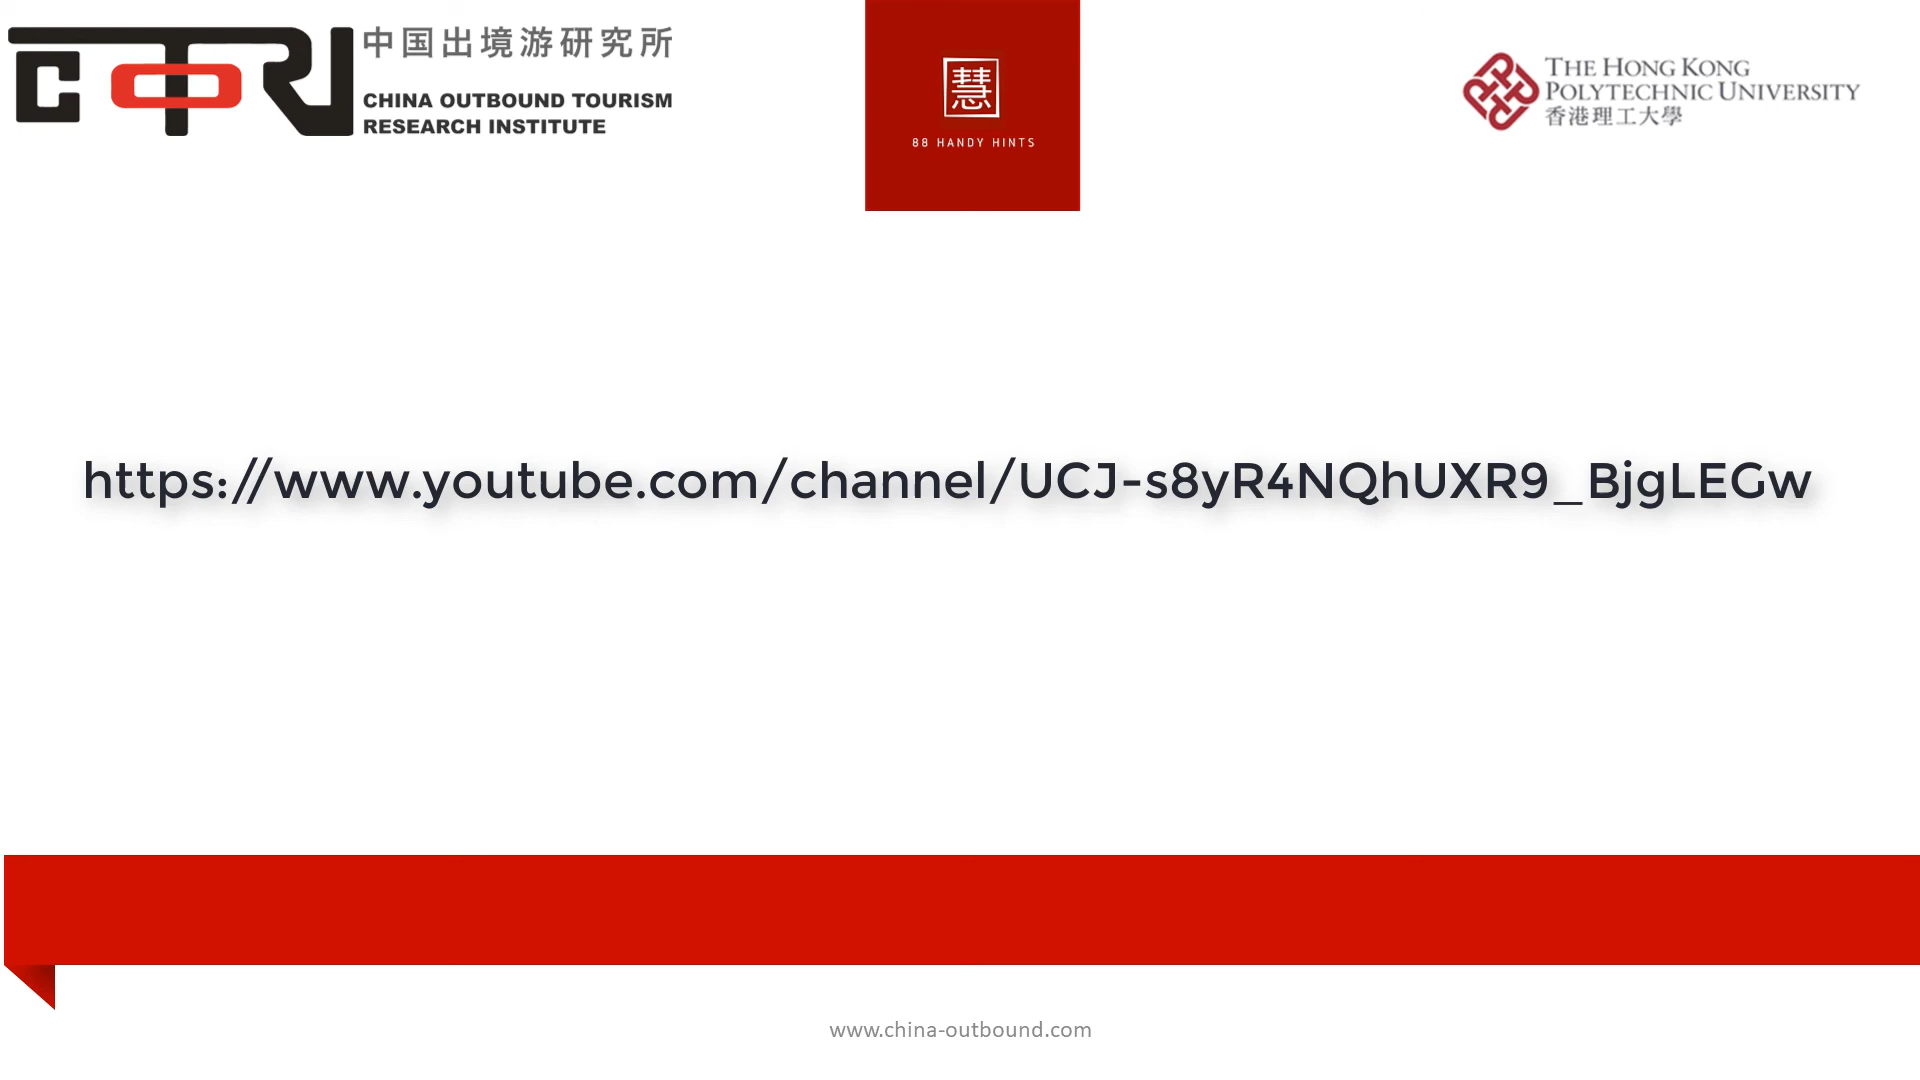 中国出境游研究所
CHINA OUTBOUND TOURISM
RESEARCH INSTITUTE
慧
88 HANDY HINTS
THE HONG KONG
POLYTECHNIC UNIVERSITY
香港理工大學
https://www.youtube.com/channel/UCJ-s8yR4NQhUXR9_BjgLEGw
www.china-outbound.com